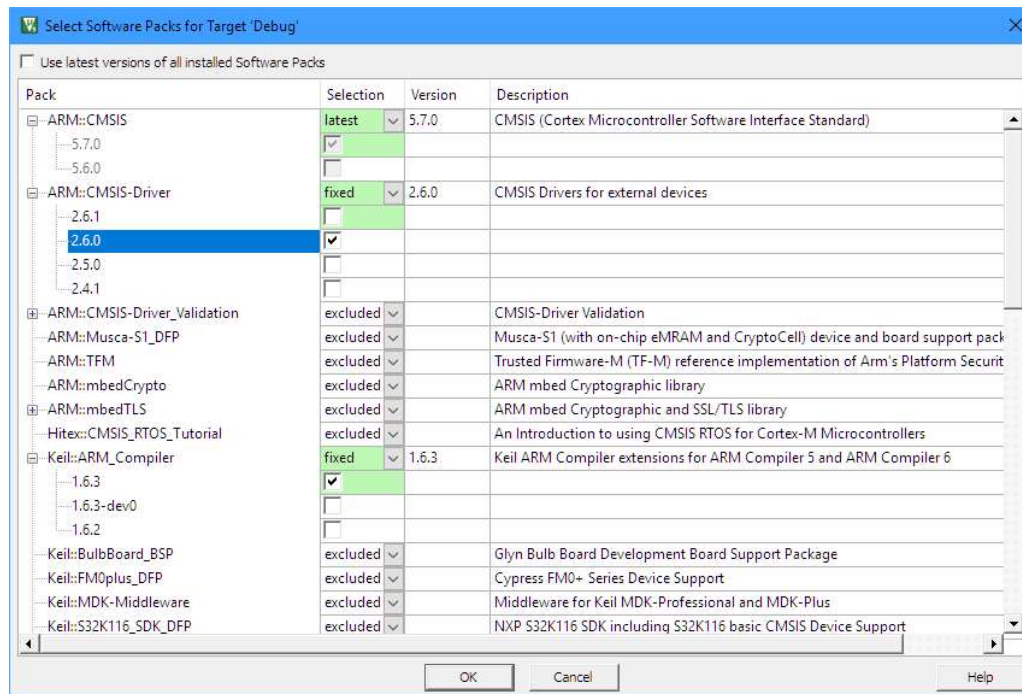 Select Software Packs for Target 'Debug'
Use latest versions of all installed Software Packs
Pack Selection Version Description
ARM::CMSIS latest 5.7.0 CMSIS (Cortex Microcontroller Software Interface Standard)
5.7.0
5.6.0
ARM::CMSIS-Driver fixed 2.6.0 CMSIS Drivers for external devices
2.6.1
2.6.0
2.5.0
2.4.1
ARM::CMSIS-Driver_Validation excluded CMSIS-Driver Validation
ARM::Musca-S1_DFP excluded Musca-S1 (with on-chip eMRAM and CryptoCell) device and board support pack
ARM::TFM excluded Trusted Firmware-M (TF-M) reference implementation of Arm's Platform Securit
ARM::mbedCrypto excluded ARM mbed Cryptographic library
ARM::mbedTLS excluded ARM mbed Cryptographic and SSL/TLS library
Hitex::CMSIS_RTOS_Tutorial excluded An Introduction to using CMSIS RTOS for Cortex-M Microcontrollers
Keil::ARM_Compiler fixed 1.6.3 Keil ARM Compiler extensions for ARM Compiler 5 and ARM Compiler 6
1.6.3
1.6.3-dev0
1.6.2
Keil::BulbBoard_BSP excluded Glyn Bulb Board Development Board Support Package
Keil::FM0plus_DFP excluded Cypress FM0+ Series Device Support
Keil::MDK-Middleware excluded Middleware for Keil MDK-Professional and MDK-Plus
Keil::S32K116_SDK_DFP excluded NXP S32K116 SDK including S32K116 basic CMSIS Device Support
OK Cancel Help